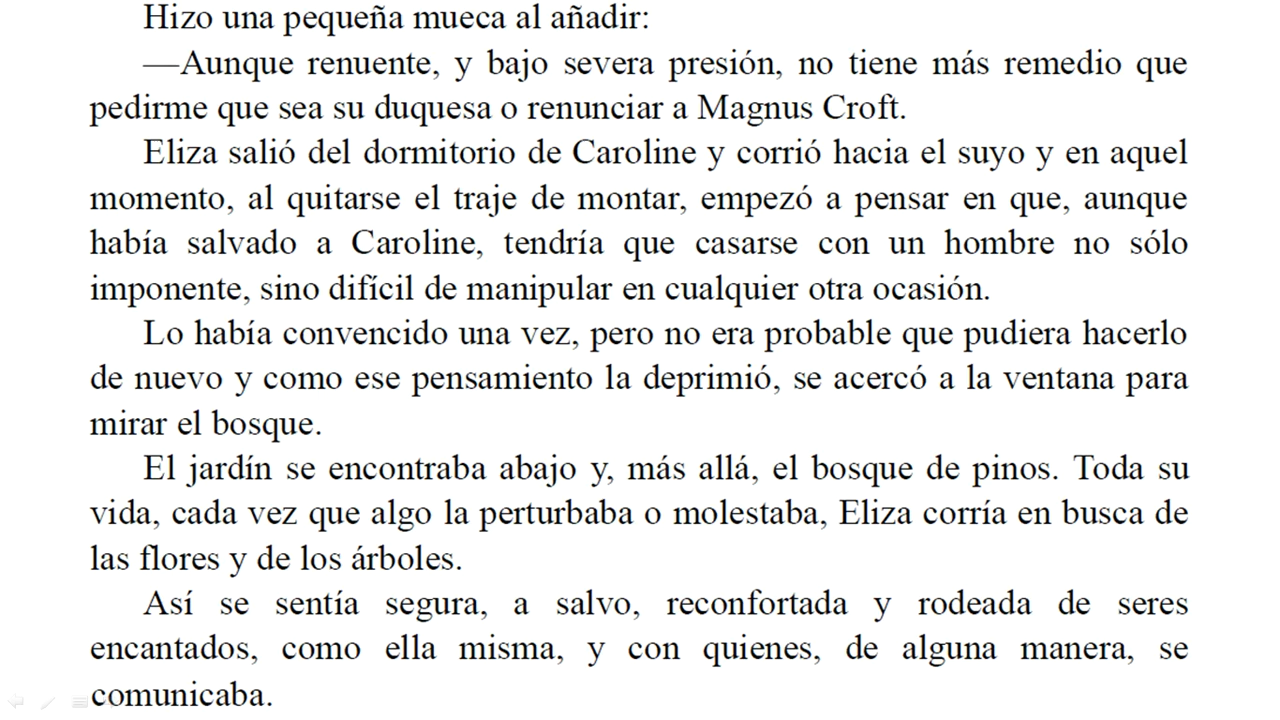 Hizo una pequeña mueca al añadir:
—Aunque renuente, y bajo severa presión, no tiene más remedio que
pedirme que sea su duquesa o renunciar a Magnus Croft.
Eliza salió del dormitorio de Caroline y corrió hacia el suyo y en aquel
momento, al quitarse el traje de montar, empezó a pensar en que, aunque
había salvado a Caroline, tendría que casarse con un hombre no sólo
imponente, sino difícil de manipular en cualquier otra ocasión.
Lo había convencido una vez, pero no era probable que pudiera hacerlo
de nuevo y como ese pensamiento la deprimió, se acercó a la ventana para
mirar el bosque.
El jardín se encontraba abajo y, más allá, el bosque de pinos. Toda su
vida, cada vez que algo la perturbaba o molestaba, Eliza corría en busca de
las flores y de los árboles.
Así se sentía segura, a salvo, reconfortada y rodeada de seres
encantados, como ella misma, y con quienes, de alguna manera, se
comunicaba.